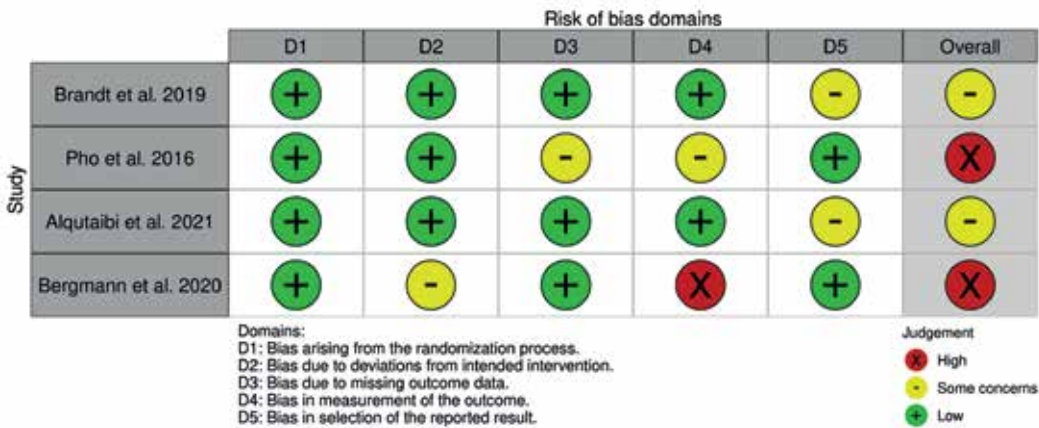 Risk of bias domains
D1 D2 D3 D4 D5 Overall
Study
Brandt et al. 2019 + + + + - -
Pho et al. 2016 + + - - + X
Alqutaibi et al. 2021 + + + + - -
Bergmann et al. 2020 + - + X + X
Domains:
D1: Bias arising from the randomization process.
D2: Bias due to deviations from intended intervention.
D3: Bias due to missing outcome data.
D4: Bias in measurement of the outcome.
D5: Bias in selection of the reported result.
Judgement
X High
- Some concerns
+ Low